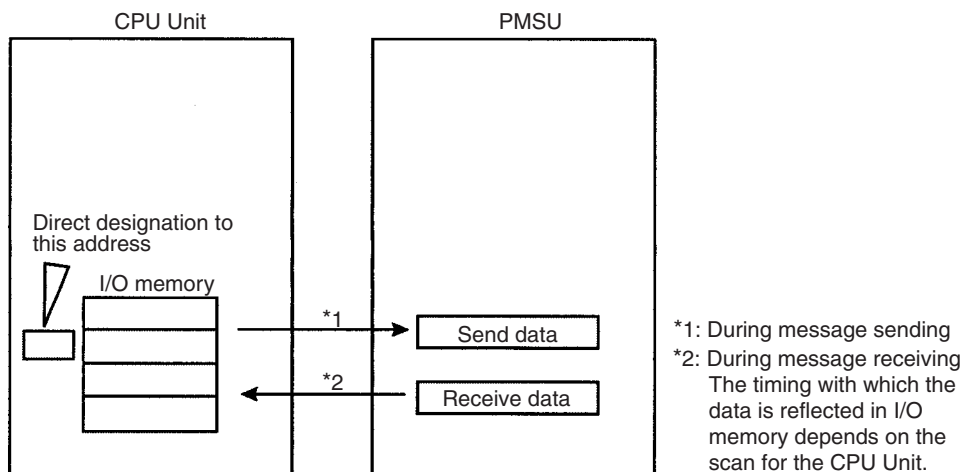 CPU Unit
PMSU
Direct designation to
this address
I/O memory
*1
Send data
*2
Receive data
*1: During message sending
*2: During message receiving
The timing with which the
data is reflected in I/O
memory depends on the
scan for the CPU Unit.